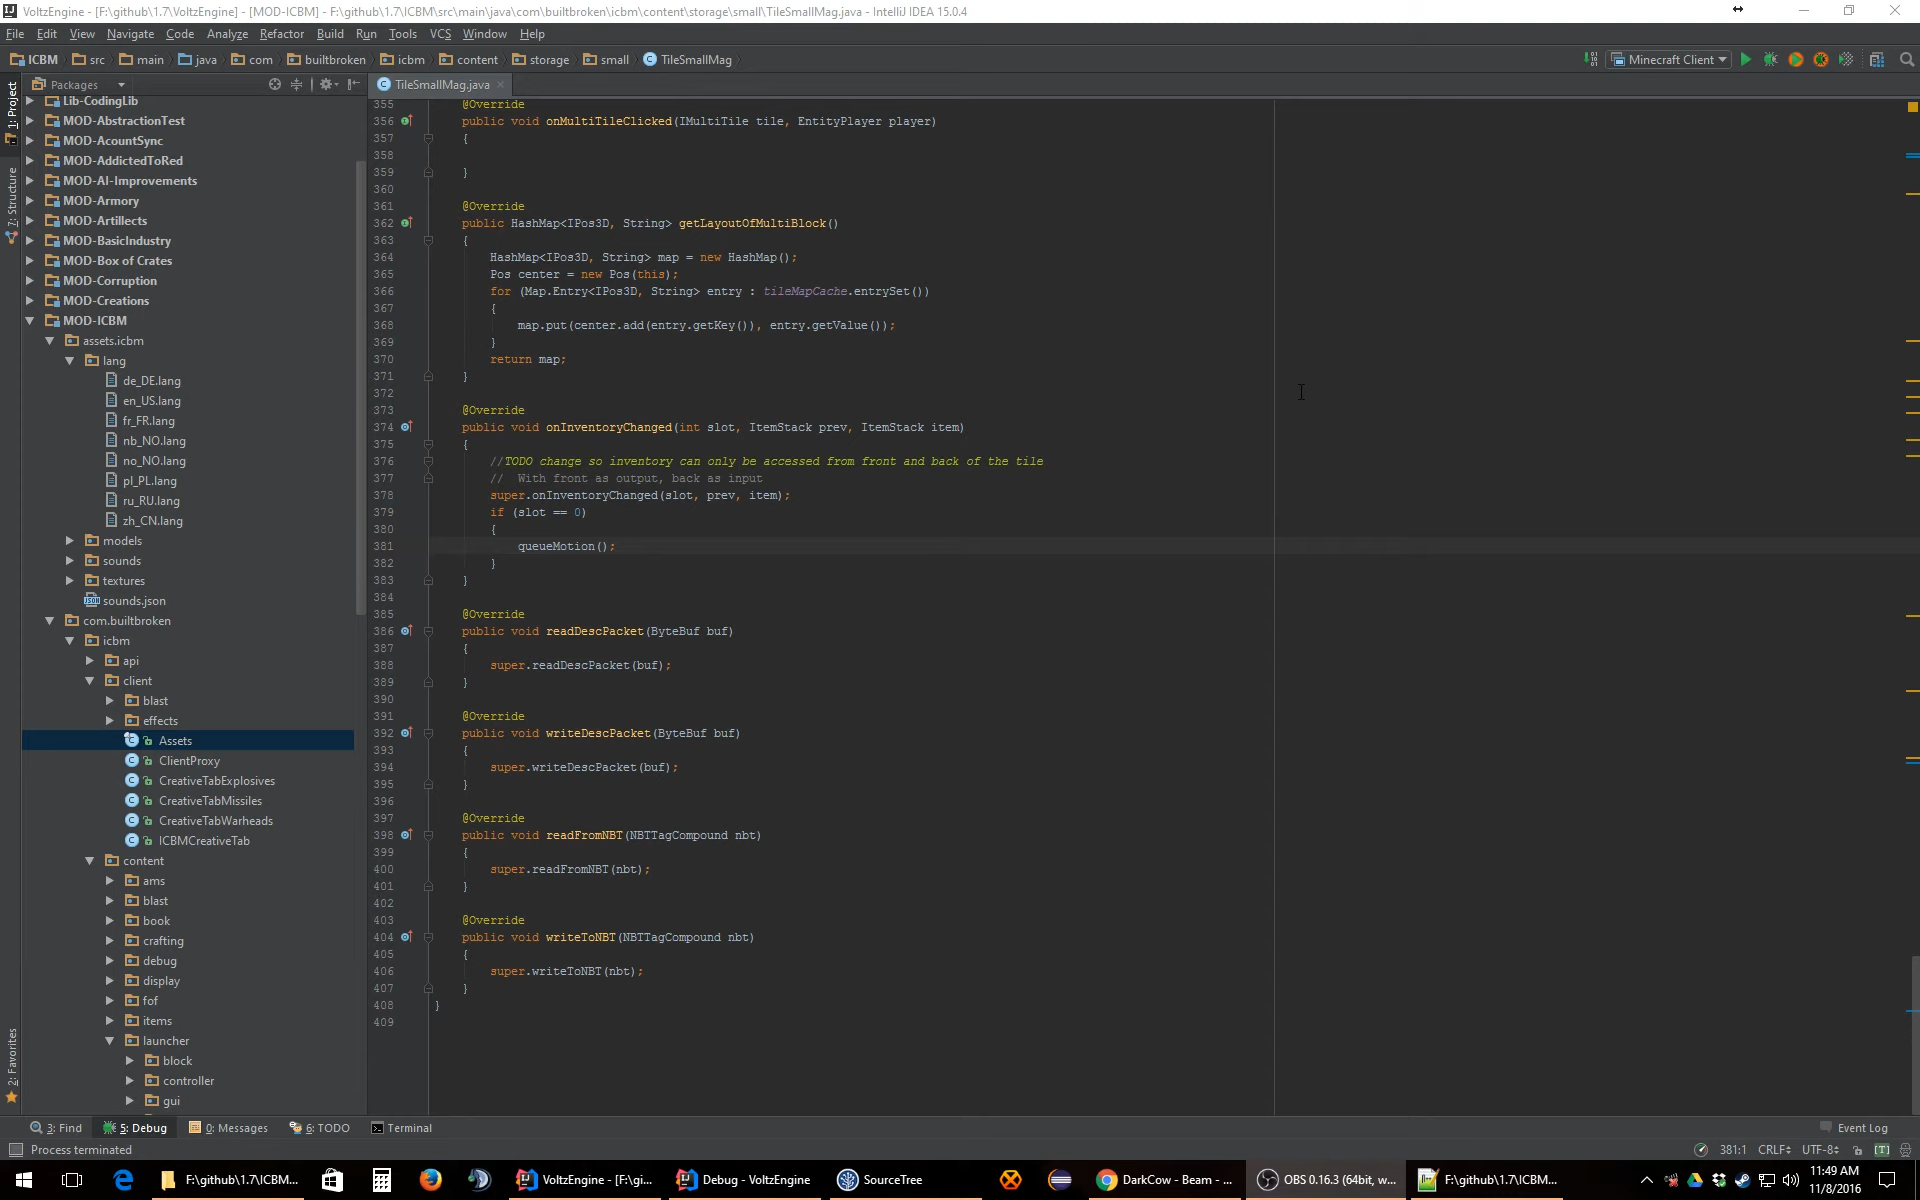 VoltzEngine - [F:\github\1.7\VoltzEngine] - [MOD-ICBM] - F:\github\1.7\ICBM\src\main\java\com\builtbroken\icbm\content\storage\small\TileSmallMag.java - IntelliJ IDEA 15.0.4
File Edit View Navigate Code Analyze Refactor Build Run Tools VCS Window Help
ICBM src main java com builtbroken icbm content storage small TileSmallMag
Minecraft Client
Packages
TileSmallMag.java
1: Project
7: Structure
2: Favorites
Lib-CodingLib
MOD-AbstractionTest
MOD-AcountSync
MOD-AddictedToRed
MOD-AI-Improvements
MOD-Armory
MOD-Artillects
MOD-BasicIndustry
MOD-Box of Crates
MOD-Corruption
MOD-Creations
MOD-ICBM
assets.icbm
lang
de_DE.lang
en_US.lang
fr_FR.lang
nb_NO.lang
no_NO.lang
pl_PL.lang
ru_RU.lang
zh_CN.lang
models
sounds
textures
sounds.json
com.builtbroken
icbm
api
client
blast
effects
Assets
ClientProxy
CreativeTabExplosives
CreativeTabMissiles
CreativeTabWarheads
ICBMCreativeTab
content
ams
blast
book
crafting
debug
display
fof
items
launcher
block
controller
gui
355 @Override
356 public void onMultiTileClicked(IMultiTile tile, EntityPlayer player)
357 {
358
359 }
360
361 @Override
362 public HashMap<IPos3D, String> getLayoutOfMultiBlock()
363 {
364 HashMap<IPos3D, String> map = new HashMap();
365 Pos center = new Pos(this);
366 for (Map.Entry<IPos3D, String> entry : tileMapCache.entrySet())
367 {
368 map.put(center.add(entry.getKey()), entry.getValue());
369 }
370 return map;
371 }
372
373 @Override
374 public void onInventoryChanged(int slot, ItemStack prev, ItemStack item)
375 {
376 //TODO change so inventory can only be accessed from front and back of the tile
377 // With front as output, back as input
378 super.onInventoryChanged(slot, prev, item);
379 if (slot == 0)
380 {
381 queueMotion();
382 }
383 }
384
385 @Override
386 public void readDescPacket(ByteBuf buf)
387 {
388 super.readDescPacket(buf);
389 }
390
391 @Override
392 public void writeDescPacket(ByteBuf buf)
393 {
394 super.writeDescPacket(buf);
395 }
396
397 @Override
398 public void readFromNBT(NBTTagCompound nbt)
399 {
400 super.readFromNBT(nbt);
401 }
402
403 @Override
404 public void writeToNBT(NBTTagCompound nbt)
405 {
406 super.writeToNBT(nbt);
407 }
408 }
409
3: Find 5: Debug 0: Messages 6: TODO Terminal Event Log
Process terminated 381:1 CRLF UTF-8 [T]
F:\github\1.7\ICBM... VoltzEngine - [F:\gi... Debug - VoltzEngine SourceTree DarkCow - Beam - ... OBS 0.16.3 (64bit, w... F:\github\1.7\ICBM... 11:49 AM
11/8/2016